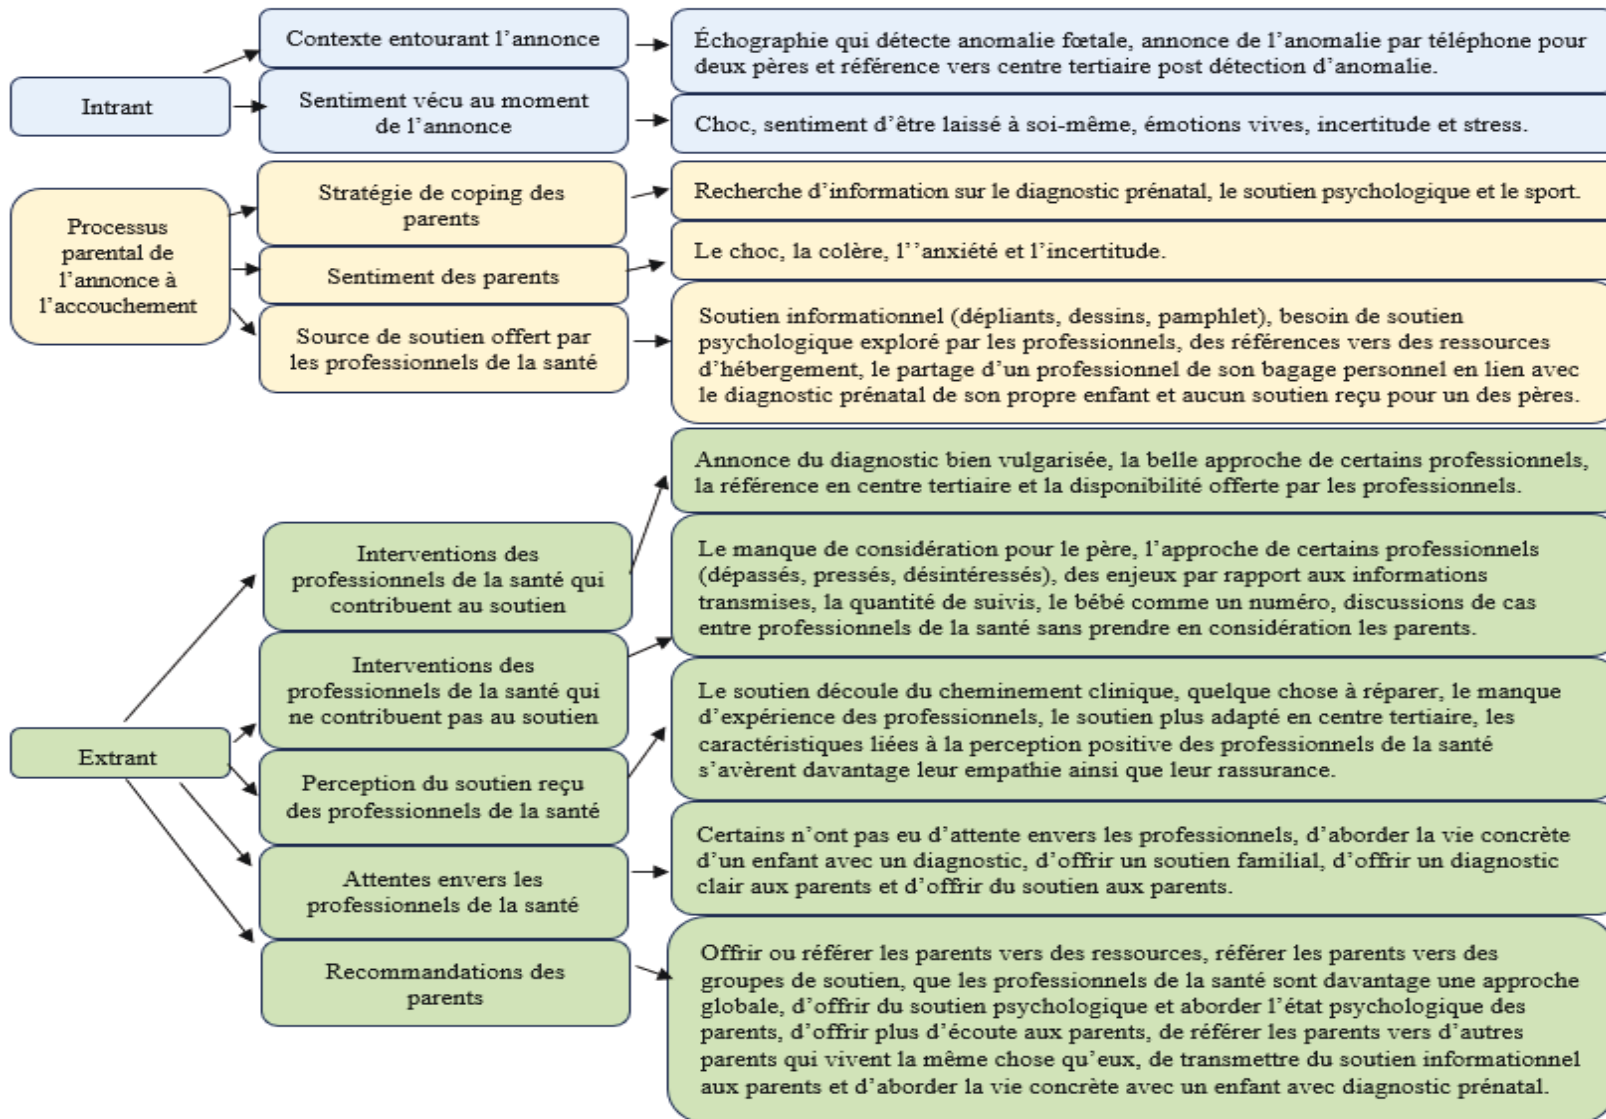 Intrant
Contexte entourant l’annonce
Échographie qui détecte anomalie fœtale, annonce de l’anomalie par téléphone pour
deux pères et référence vers centre tertiaire post détection d’anomalie.
Sentiment vécu au moment
de l’annonce
Choc, sentiment d’être laissé à soi-même, émotions vives, incertitude et stress.
Processus
parental de
l’annonce à
l’accouchement
Stratégie de coping des
parents
Recherche d’information sur le diagnostic prénatal, le soutien psychologique et le sport.
Sentiment des parents
Le choc, la colère, l’’anxiété et l’incertitude.
Source de soutien offert par
les professionnels de la santé
Soutien informationnel (dépliants, dessins, pamphlet), besoin de soutien
psychologique exploré par les professionnels, des références vers des ressources
d’hébergement, le partage d’un professionnel de son bagage personnel en lien avec
le diagnostic prénatal de son propre enfant et aucun soutien reçu pour un des pères.
Extrant
Interventions des
professionnels de la santé qui
contribuent au soutien
Annonce du diagnostic bien vulgarisée, la belle approche de certains professionnels,
la référence en centre tertiaire et la disponibilité offerte par les professionnels.
Interventions des
professionnels de la santé qui
ne contribuent pas au soutien
Le manque de considération pour le père, l’approche de certains professionnels
(dépassés, pressés, désintéressés), des enjeux par rapport aux informations
transmises, la quantité de suivis, le bébé comme un numéro, discussions de cas
entre professionnels de la santé sans prendre en considération les parents.
Perception du soutien reçu
des professionnels de la santé
Le soutien découle du cheminement clinique, quelque chose à réparer, le manque
d’expérience des professionnels, le soutien plus adapté en centre tertiaire, les
caractéristiques liées à la perception positive des professionnels de la santé
s’avèrent davantage leur empathie ainsi que leur rassurance.
Attentes envers les
professionnels de la santé
Certains n’ont pas eu d’attente envers les professionnels, d’aborder la vie concrète
d’un enfant avec un diagnostic, d’offrir un soutien familial, d’offrir un diagnostic
clair aux parents et d’offrir du soutien aux parents.
Recommandations des
parents
Offrir ou référer les parents vers des ressources, référer les parents vers des
groupes de soutien, que les professionnels de la santé sont davantage une approche
globale, d’offrir du soutien psychologique et aborder l’état psychologique des
parents, d’offrir plus d’écoute aux parents, de référer les parents vers d’autres
parents qui vivent la même chose qu’eux, de transmettre du soutien informationnel
aux parents et d’aborder la vie concrète avec un enfant avec diagnostic prénatal.